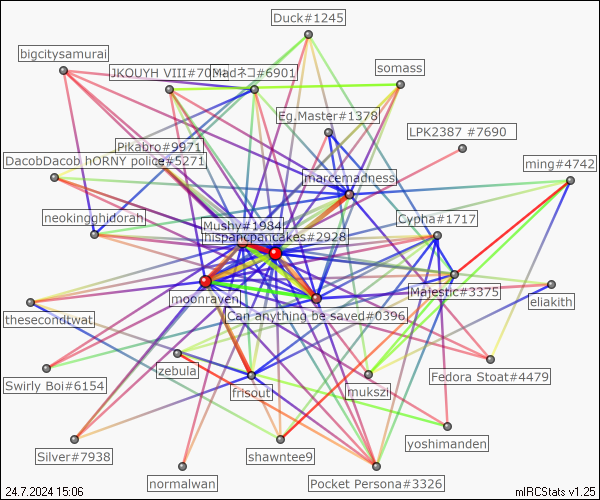 Duck#1245
bigcitysamurai
JKOUYH VIII#70
Madネコ#6901
somass
Eg.Master#1378
LPK2387 #7690
Pikabro#9971
DacobDacob hORNY police#5271
ming#4742
marcemadness
neokingghidorah
Mushy#1984
Cypha#1717
hispanicpancakes#2928
moonraven
Majestic#3375
eliakith
thesecondtwat
Can anything be saved#0396
Swirly Boi#6154
zebula
frisout
mukszi
Fedora Stoat#4479
yoshimanden
Silver#7938
normalwan
shawntee9
Pocket Persona#3326
24.7.2024 15:06
mIRCStats v1.25